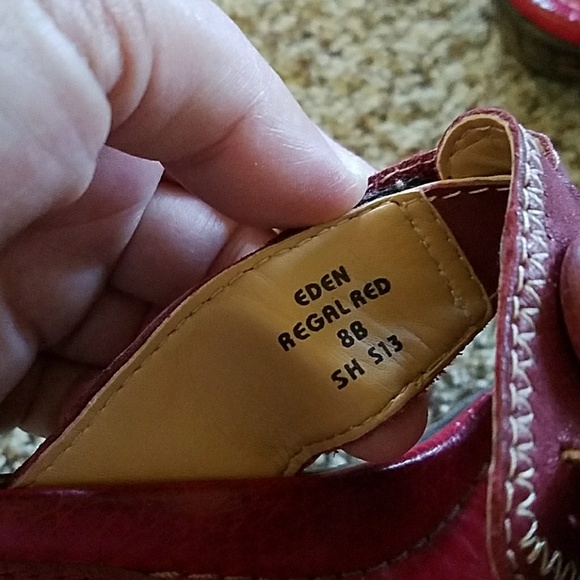 EDEN
REGAL RED
8B
SH S13